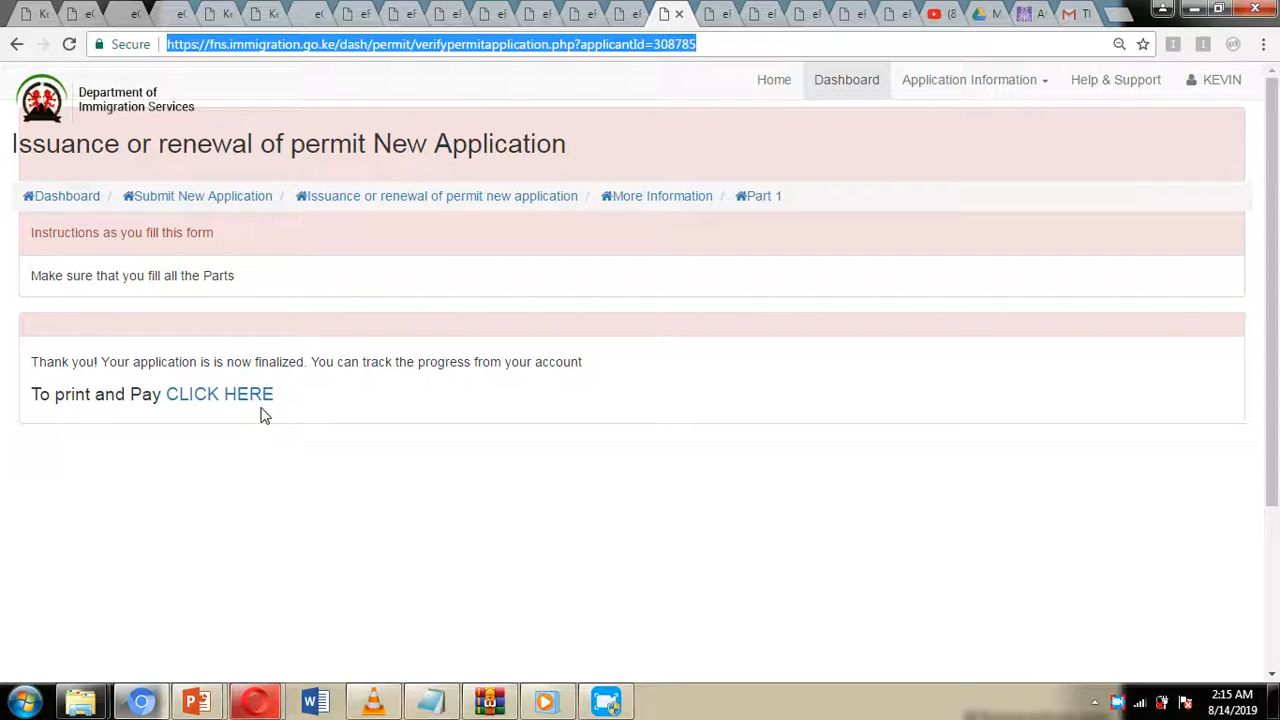 Secure
https://fns.immigration.go.ke/dash/permit/verifypermitapplication.php?applicantId=308785
Department of
Immigration Services
Home
Dashboard
Application Information
Help & Support
KEVIN
Issuance or renewal of permit New Application
Dashboard / Submit New Application / Issuance or renewal of permit new application / More Information / Part 1
Instructions as you fill this form
Make sure that you fill all the Parts
Thank you! Your application is is now finalized. You can track the progress from your account
To print and Pay CLICK HERE
2:15 AM
8/14/2019